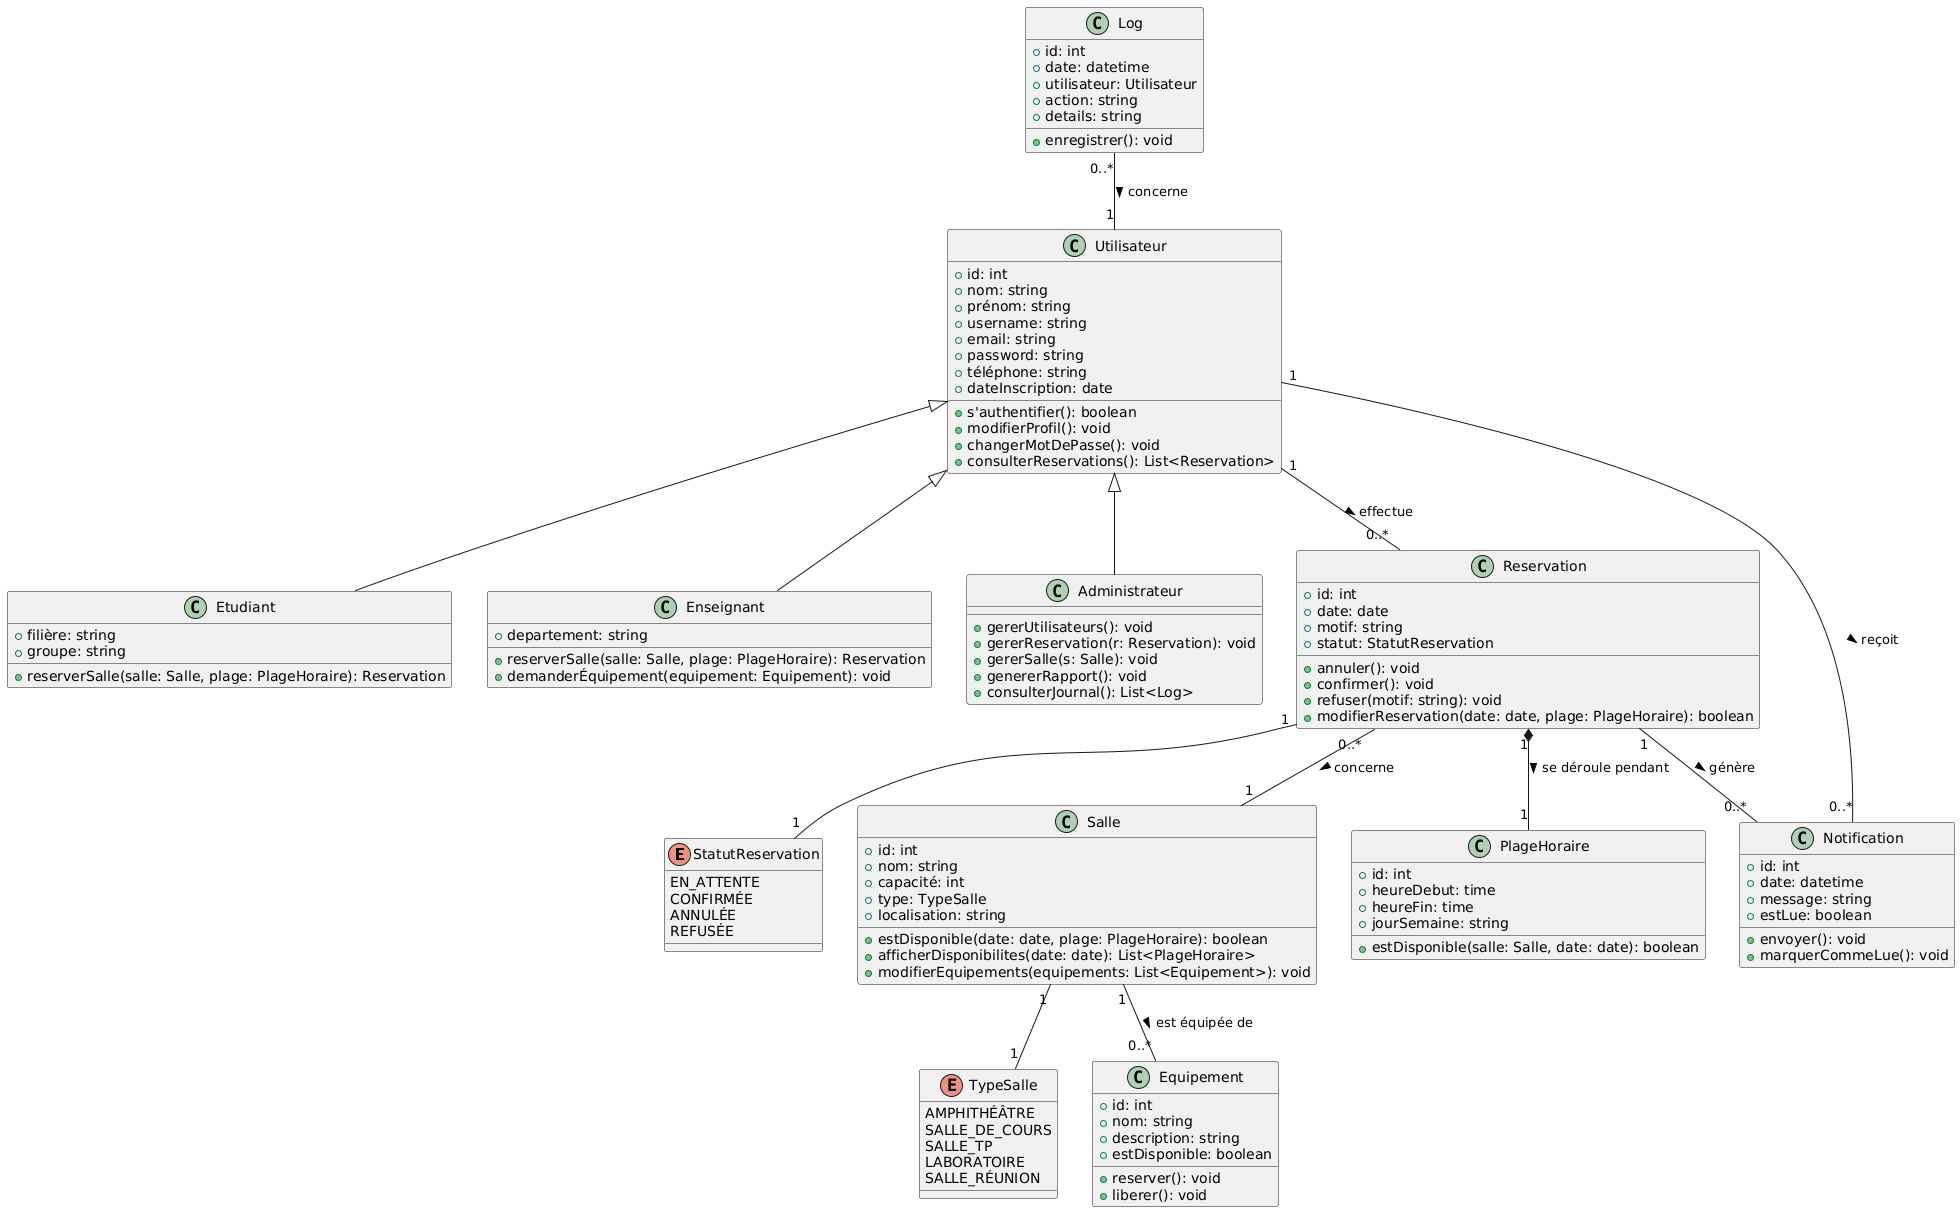 C Log
id: int
date: datetime
utilisateur: Utilisateur
action: string
details: string
enregistrer(): void
0..*
concerne
1
C Utilisateur
id: int
nom: string
prénom: string
username: string
email: string
password: string
téléphone: string
dateInscription: date
s'authentifier(): boolean
modifierProfil(): void
changerMotDePasse(): void
consulterReservations(): List<Reservation>
1
1
effectue
0..*
reçoit
C Etudiant
filière: string
groupe: string
reserverSalle(salle: Salle, plage: PlageHoraire): Reservation
C Enseignant
departement: string
reserverSalle(salle: Salle, plage: PlageHoraire): Reservation
demanderÉquipement(equipement: Equipement): void
C Administrateur
gererUtilisateurs(): void
gererReservation(r: Reservation): void
gererSalle(s: Salle): void
genererRapport(): void
consulterJournal(): List<Log>
C Reservation
id: int
date: date
motif: string
statut: StatutReservation
annuler(): void
confirmer(): void
refuser(motif: string): void
modifierReservation(date: date, plage: PlageHoraire): boolean
1
0..*
1
1
concerne
se déroule pendant
génère
1
1
1
0..*
0..*
E StatutReservation
EN_ATTENTE
CONFIRMÉE
ANNULÉE
REFUSÉE
C Salle
id: int
nom: string
capacité: int
type: TypeSalle
localisation: string
estDisponible(date: date, plage: PlageHoraire): boolean
afficherDisponibilites(date: date): List<PlageHoraire>
modifierEquipements(equipements: List<Equipement>): void
C PlageHoraire
id: int
heureDebut: time
heureFin: time
jourSemaine: string
estDisponible(salle: Salle, date: date): boolean
C Notification
id: int
date: datetime
message: string
estLue: boolean
envoyer(): void
marquerCommeLue(): void
1
1
est équipée de
1
0..*
E TypeSalle
AMPHITHÉÂTRE
SALLE_DE_COURS
SALLE_TP
LABORATOIRE
SALLE_RÉUNION
C Equipement
id: int
nom: string
description: string
estDisponible: boolean
reserver(): void
liberer(): void